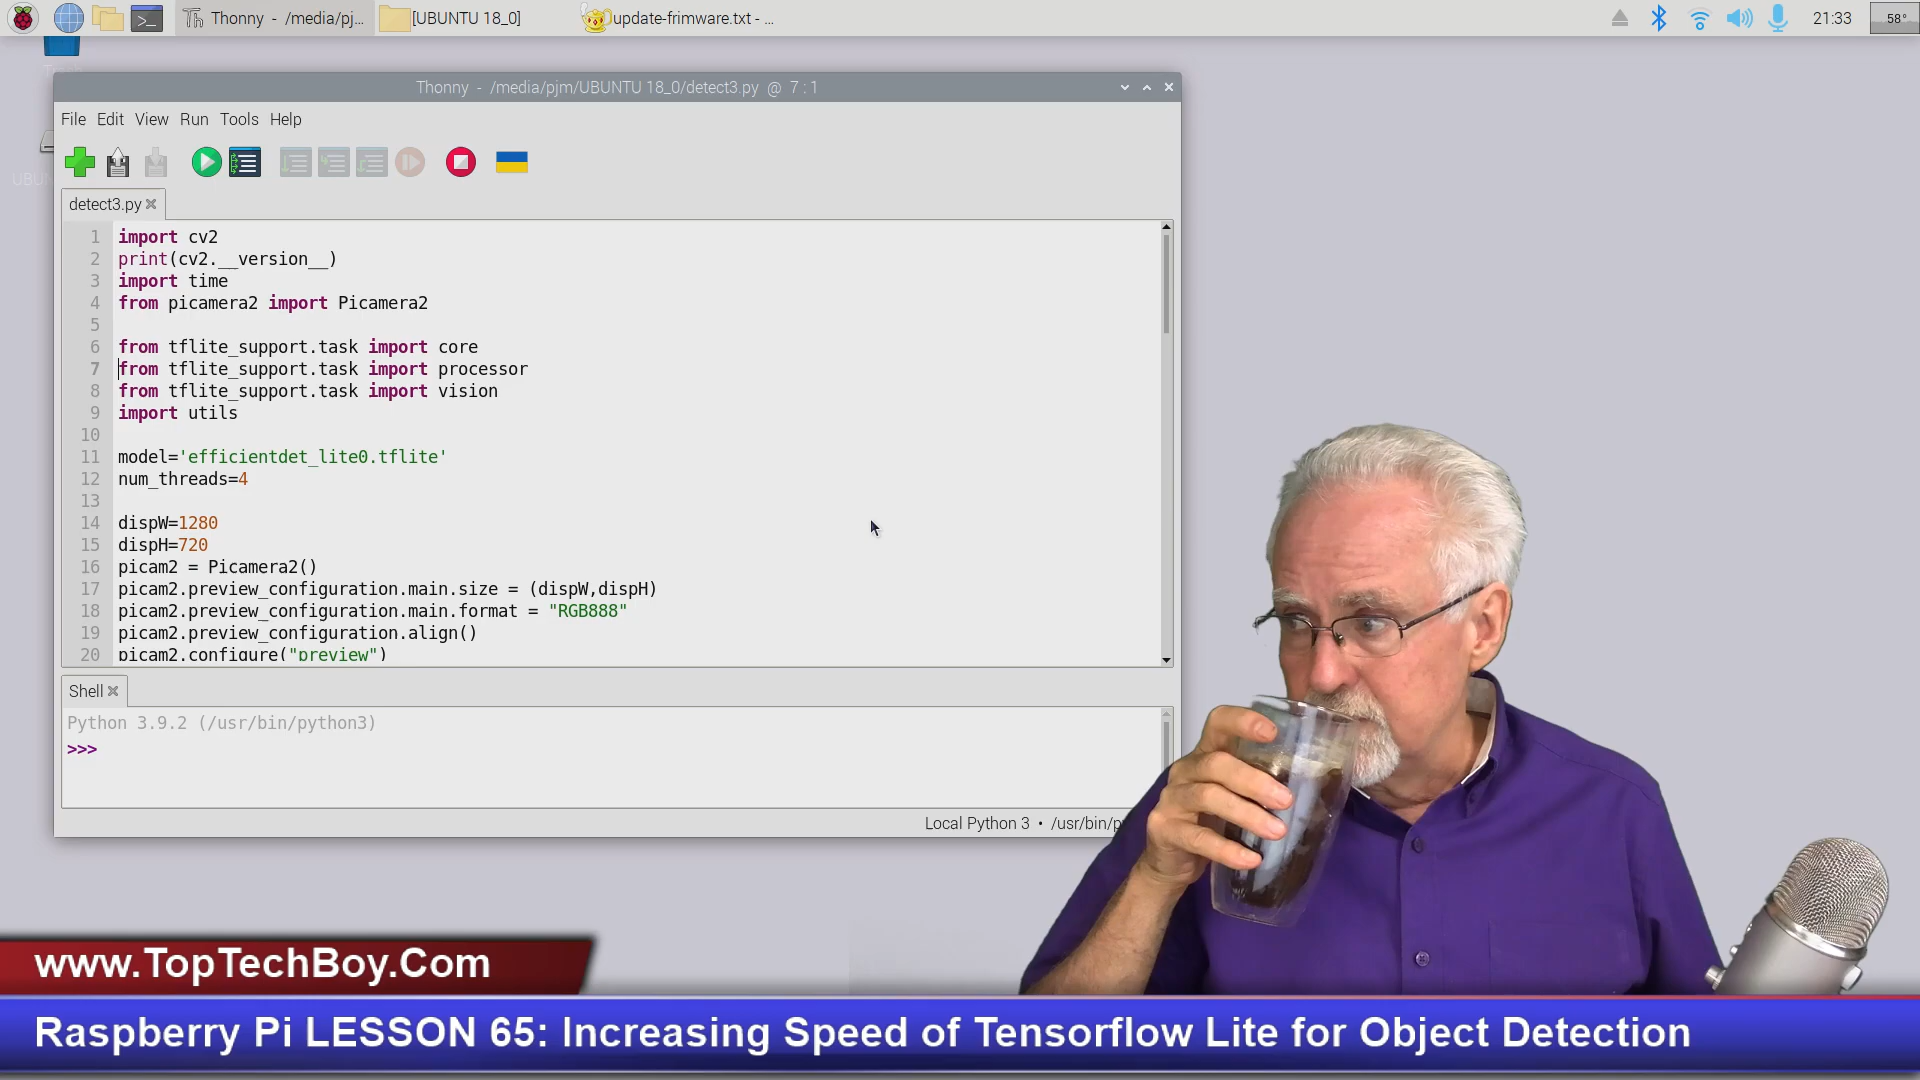 Thonny - /media/pj... [UBUNTU 18_0] update-frimware.txt - ... 21:33 58°
Thonny - /media/pjm/UBUNTU 18_0/detect3.py @ 7 : 1
File Edit View Run Tools Help
detect3.py
1 import cv2
2 print(cv2.__version__)
3 import time
4 from picamera2 import Picamera2
5
6 from tflite_support.task import core
7 from tflite_support.task import processor
8 from tflite_support.task import vision
9 import utils
10
11 model='efficientdet_lite0.tflite'
12 num_threads=4
13
14 dispW=1280
15 dispH=720
16 picam2 = Picamera2()
17 picam2.preview_configuration.main.size = (dispW,dispH)
18 picam2.preview_configuration.main.format = "RGB888"
19 picam2.preview_configuration.align()
20 picam2.configure("preview")
Shell
Python 3.9.2 (/usr/bin/python3)
>>>
Local Python 3 • /usr/bin/p
www.TopTechBoy.Com
Raspberry Pi LESSON 65: Increasing Speed of Tensorflow Lite for Object Detection